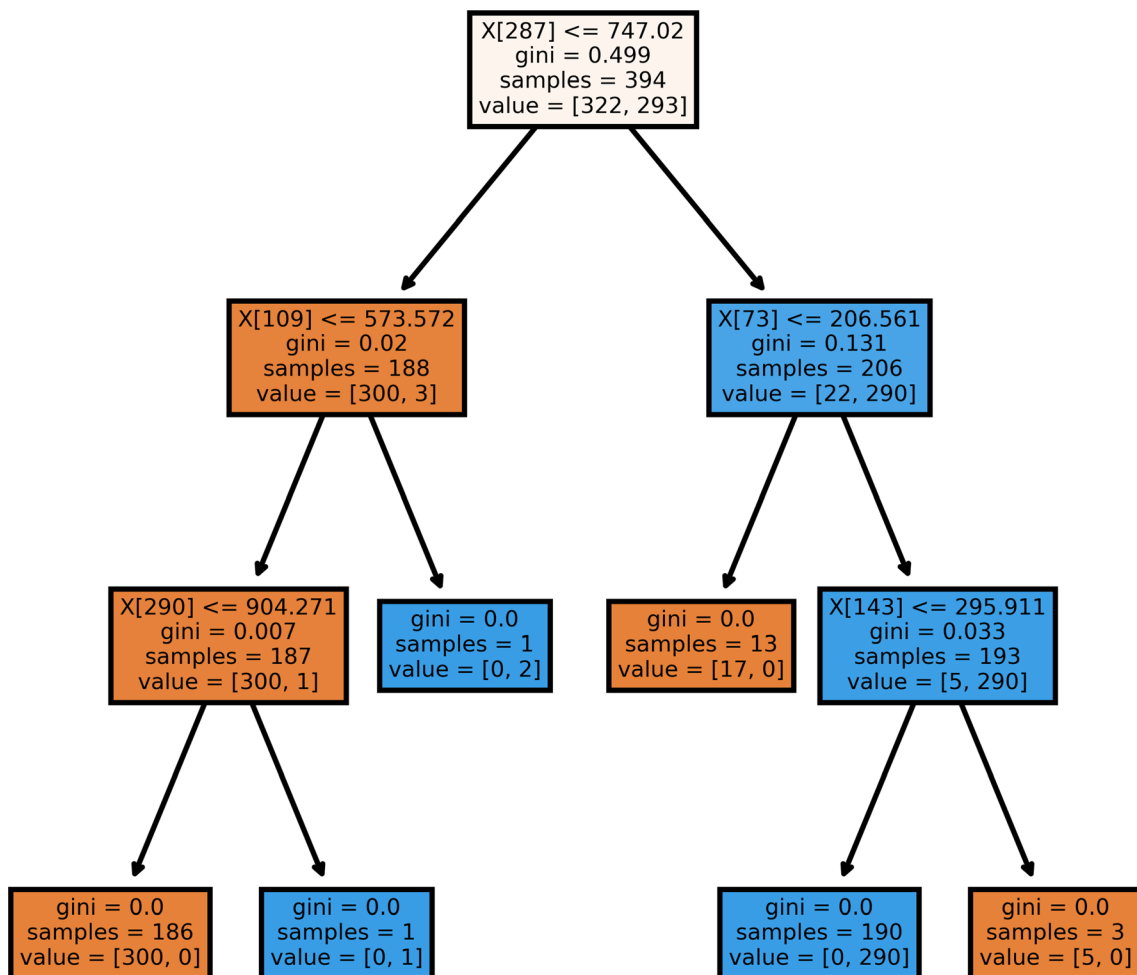 X[287] <= 747.02
gini = 0.499
samples = 394
value = [322, 293]
X[109] <= 573.572
gini = 0.02
samples = 188
value = [300, 3]
X[73] <= 206.561
gini = 0.131
samples = 206
value = [22, 290]
X[290] <= 904.271
gini = 0.007
samples = 187
value = [300, 1]
gini = 0.0
samples = 1
value = [0, 2]
gini = 0.0
samples = 13
value = [17, 0]
X[143] <= 295.911
gini = 0.033
samples = 193
value = [5, 290]
gini = 0.0
samples = 186
value = [300, 0]
gini = 0.0
samples = 1
value = [0, 1]
gini = 0.0
samples = 190
value = [0, 290]
gini = 0.0
samples = 3
value = [5, 0]